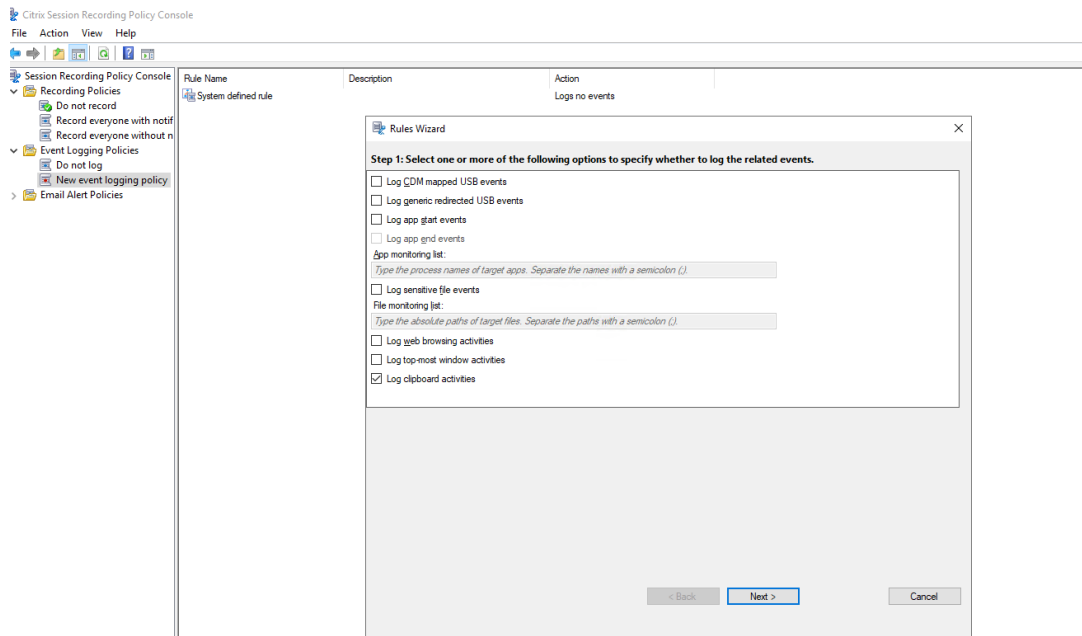 Citrix Session Recording Policy Console
File Action View Help
Session Recording Policy Console
Recording Policies
Do not record
Record everyone with notif
Record everyone without n
Event Logging Policies
Do not log
New event logging policy
Email Alert Policies
Rule Name Description Action
System defined rule Logs no events
Rules Wizard
Step 1: Select one or more of the following options to specify whether to log the related events.
Log CDM mapped USB events
Log generic redirected USB events
Log app start events
Log app end events
App monitoring list:
Type the process names of target apps. Separate the names with a semicolon (;).
Log sensitive file events
File monitoring list:
Type the absolute paths of target files. Separate the paths with a semicolon (;).
Log web browsing activities
Log top-most window activities
Log clipboard activities
< Back Next > Cancel